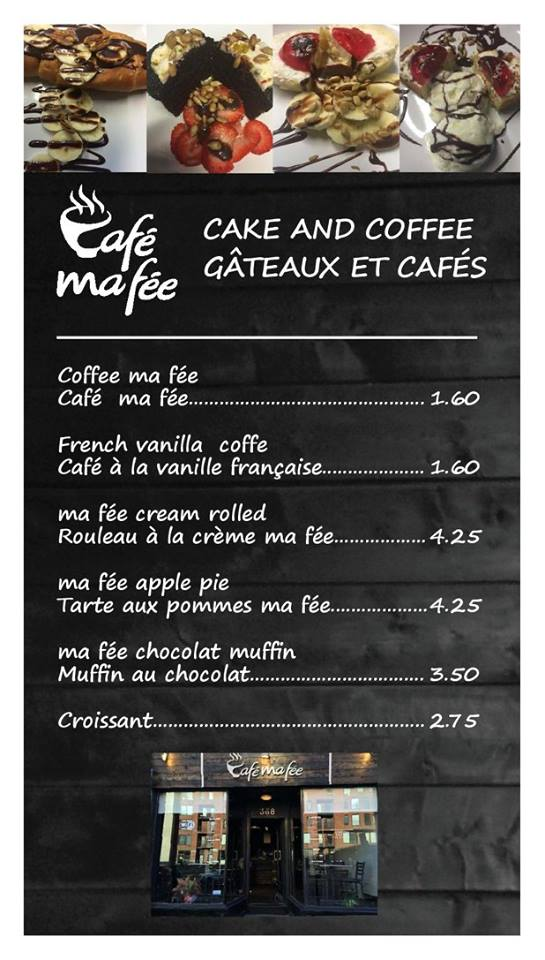 Café
ma fée
CAKE AND COFFEE
GÂTEAUX ET CAFÉS
Coffee ma fée
Café ma fée............................................. 1.60
French vanilla coffe
Café à la vanille française.................... 1.60
ma fée cream rolled
Rouleau à la crème ma fée.................. 4.25
ma fée apple pie
Tarte aux pommes ma fée................... 4.25
ma fée chocolat muffin
Muffin au chocolat.................................. 3.50
Croissant.................................................... 2.75
Café ma fée
388